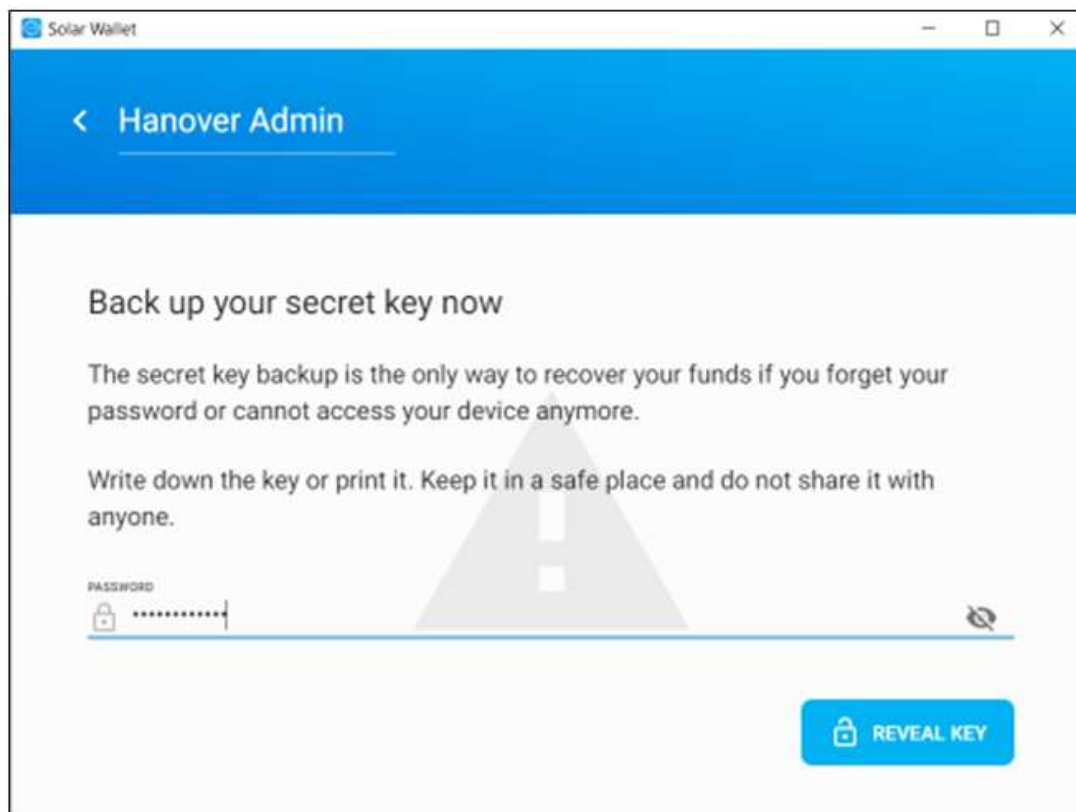 Solar Wallet
Hanover Admin
Back up your secret key now
The secret key backup is the only way to recover your funds if you forget your
password or cannot access your device anymore.
Write down the key or print it. Keep it in a safe place and do not share it with
anyone.
PASSWORD
••••••••••••
REVEAL KEY